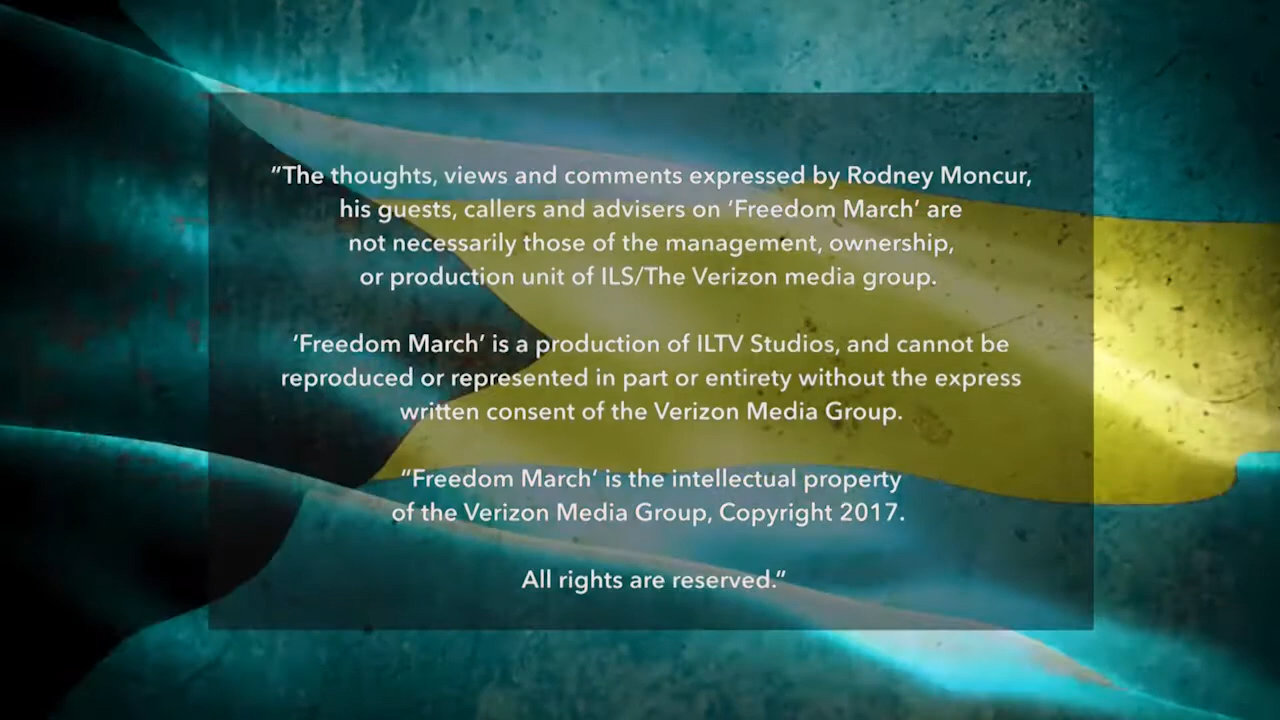 “The thoughts, views and comments expressed by Rodney Moncur,
his guests, callers and advisers on ‘Freedom March’ are
not necessarily those of the management, ownership,
or production unit of ILS/The Verizon media group.
‘Freedom March’ is a production of ILTV Studios, and cannot be
reproduced or represented in part or entirety without the express
written consent of the Verizon Media Group.
“Freedom March‘ is the intellectual property
of the Verizon Media Group, Copyright 2017.
All rights are reserved.”